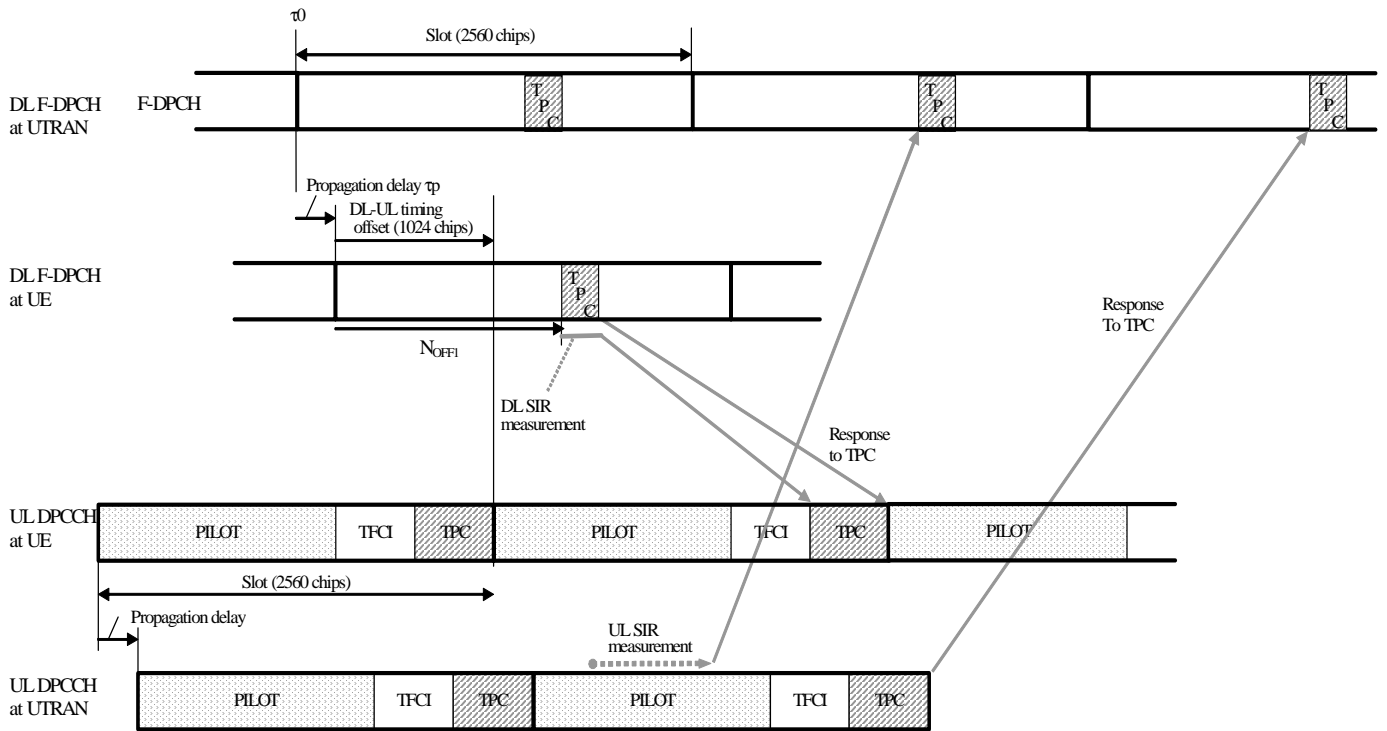 τ0
Slot (2560 chips)
DL F-DPCH
at UTRAN
F-DPCH
T
P
C
T
P
C
T
P
C
Propagation delay τp
DL-UL timing
offset (1024 chips)
DL F-DPCH
at UE
T
P
C
N_OFF1
DL SIR
measurement
Response
To TPC
Response
to TPC
UL DPCCH
at UE
PILOT
TFCI
TPC
PILOT
TFCI
TPC
PILOT
Slot (2560 chips)
Propagation delay
UL SIR
measurement
UL DPCCH
at UTRAN
PILOT
TFCI
TPC
PILOT
TFCI
TPC